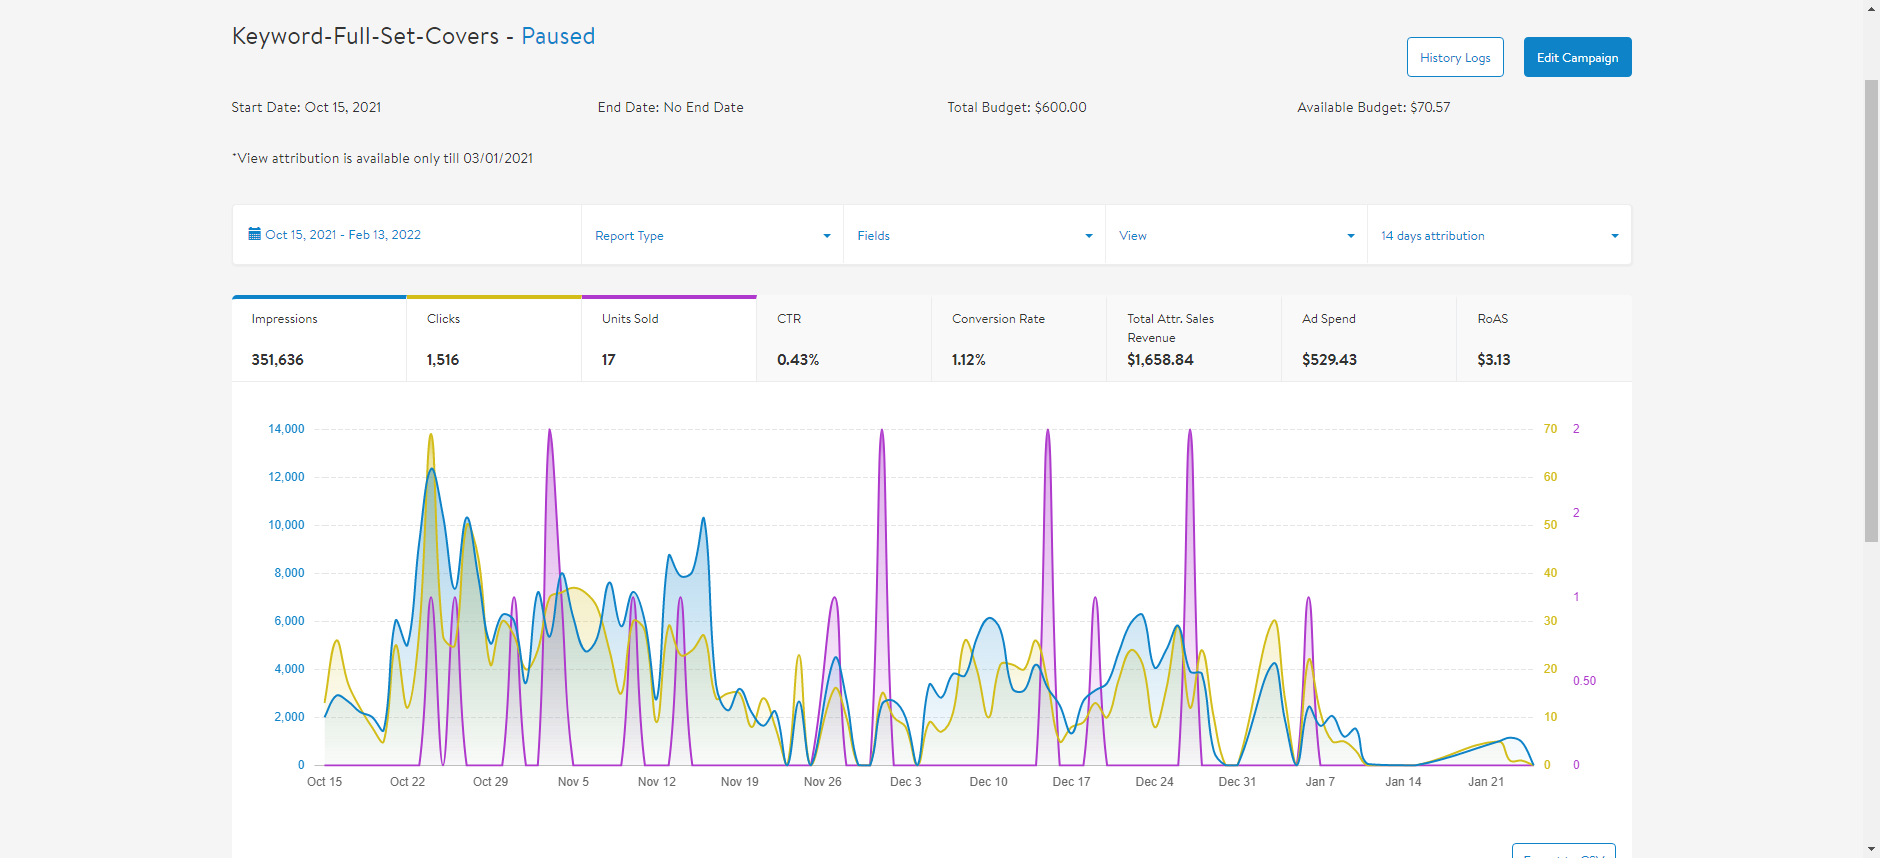 Keyword-Full-Set-Covers - Paused
History Logs
Edit Campaign
Start Date: Oct 15, 2021
End Date: No End Date
Total Budget: $600.00
Available Budget: $70.57
*View attribution is available only till 03/01/2021
Oct 15, 2021 - Feb 13, 2022
Report Type
Fields
View
14 days attribution
Impressions
351,636
Clicks
1,516
Units Sold
17
CTR
0.43%
Conversion Rate
1.12%
Total Attr. Sales
Revenue
$1,658.84
Ad Spend
$529.43
RoAS
$3.13
14,000
12,000
10,000
8,000
6,000
4,000
2,000
0
70
60
50
40
30
20
10
0
2
2
1
0.50
0
Oct 15
Oct 22
Oct 29
Nov 5
Nov 12
Nov 19
Nov 26
Dec 3
Dec 10
Dec 17
Dec 24
Dec 31
Jan 7
Jan 14
Jan 21